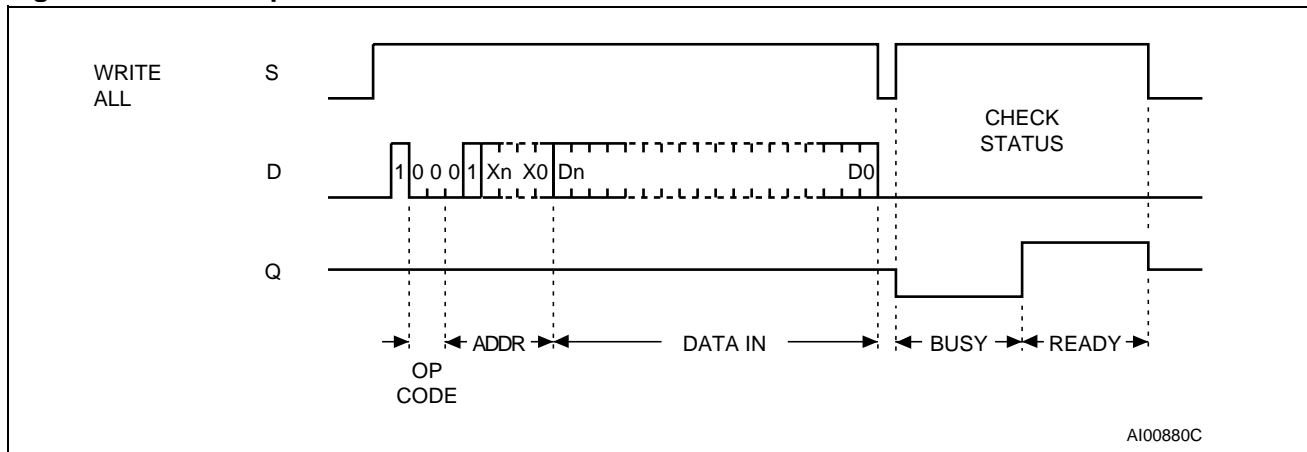 WRITE
ALL
S
CHECK
STATUS
D
1 0 0 0 1 Xn X0 Dn D0
Q
ADDR
DATA IN
BUSY
READY
OP
CODE
AI00880C